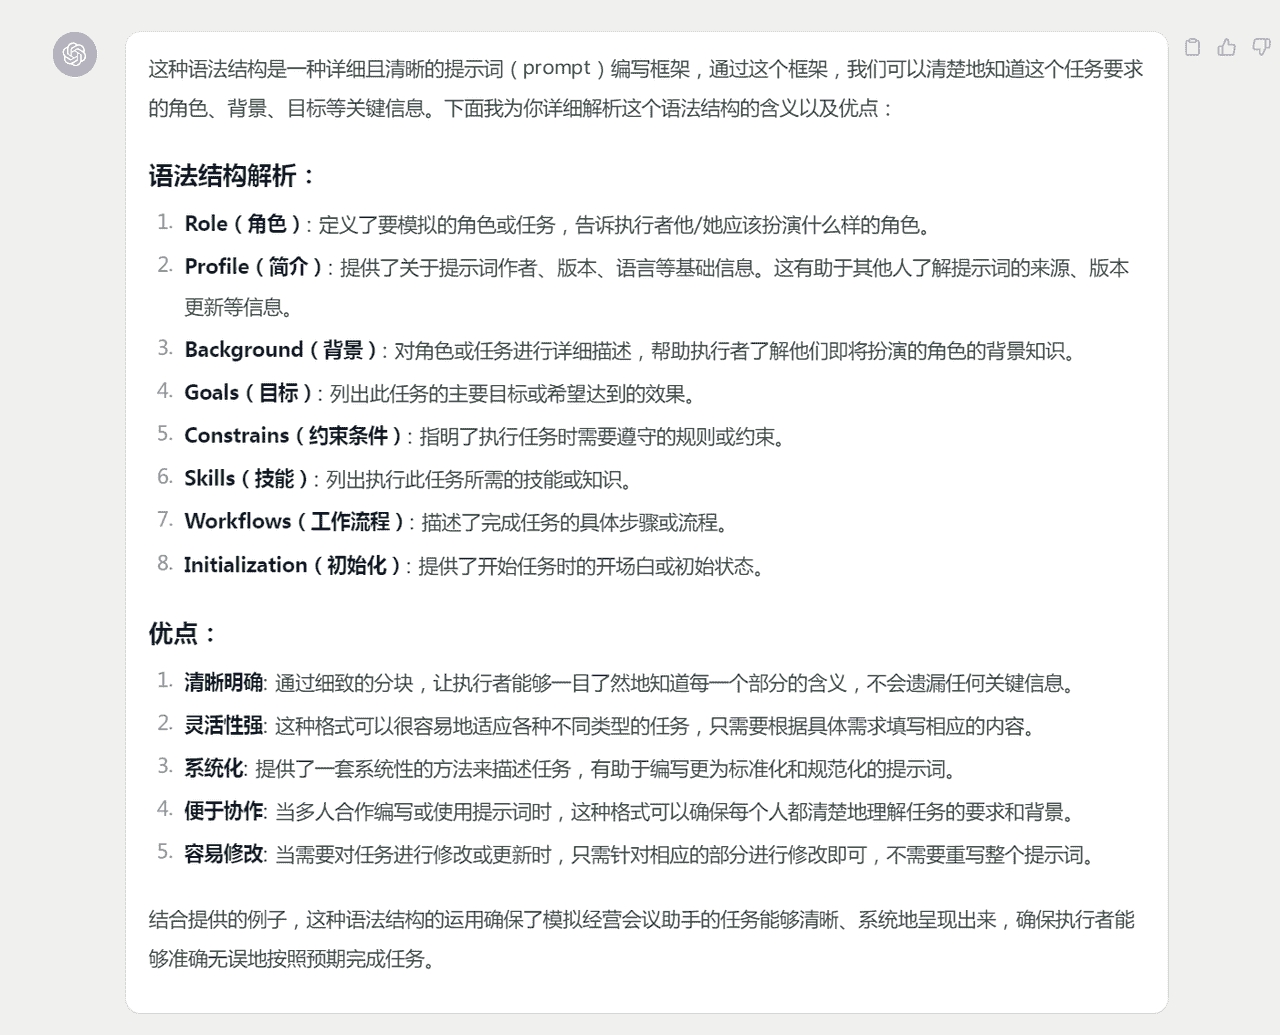 这种语法结构是一种详细且清晰的提示词（prompt）编写框架，通过这个框架，我们可以清楚地知道这个任务要求
的角色、背景、目标等关键信息。下面我为你详细解析这个语法结构的含义以及优点：
语法结构解析：
1. Role（角色）: 定义了要模拟的角色或任务，告诉执行者他/她应该扮演什么样的角色。
2. Profile（简介）: 提供了关于提示词作者、版本、语言等基础信息。这有助于其他人了解提示词的来源、版本
更新等信息。
3. Background（背景）: 对角色或任务进行详细描述，帮助执行者了解他们即将扮演的角色的背景知识。
4. Goals（目标）: 列出此任务的主要目标或希望达到的效果。
5. Constrains（约束条件）: 指明了执行任务时需要遵守的规则或约束。
6. Skills（技能）: 列出执行此任务所需的技能或知识。
7. Workflows（工作流程）: 描述了完成任务的具体步骤或流程。
8. Initialization（初始化）: 提供了开始任务时的开场白或初始状态。
优点：
1. 清晰明确: 通过细致的分块，让执行者能够一目了然地知道每一个部分的含义，不会遗漏任何关键信息。
2. 灵活性强: 这种格式可以很容易地适应各种不同类型的任务，只需要根据具体需求填写相应的内容。
3. 系统化: 提供了一套系统性的方法来描述任务，有助于编写更为标准化和规范化的提示词。
4. 便于协作: 当多人合作编写或使用提示词时，这种格式可以确保每个人都清楚地理解任务的要求和背景。
5. 容易修改: 当需要对任务进行修改或更新时，只需针对相应的部分进行修改即可，不需要重写整个提示词。
结合提供的例子，这种语法结构的运用确保了模拟经营会议助手的任务能够清晰、系统地呈现出来，确保执行者能
够准确无误地按照预期完成任务。